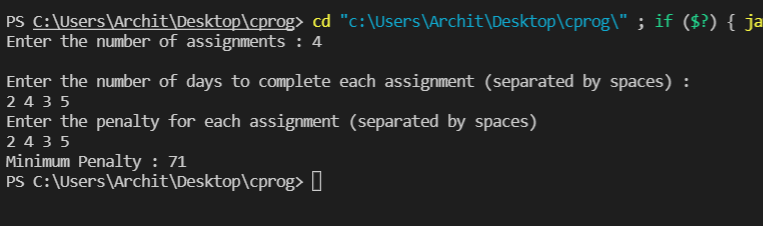 PS C:\Users\Archit\Desktop\cprog> cd "c:\Users\Archit\Desktop\cprog\" ; if ($?) { ja
Enter the number of assignments : 4
Enter the number of days to complete each assignment (separated by spaces) :
2 4 3 5
Enter the penalty for each assignment (separated by spaces)
2 4 3 5
Minimum Penalty : 71
PS C:\Users\Archit\Desktop\cprog>